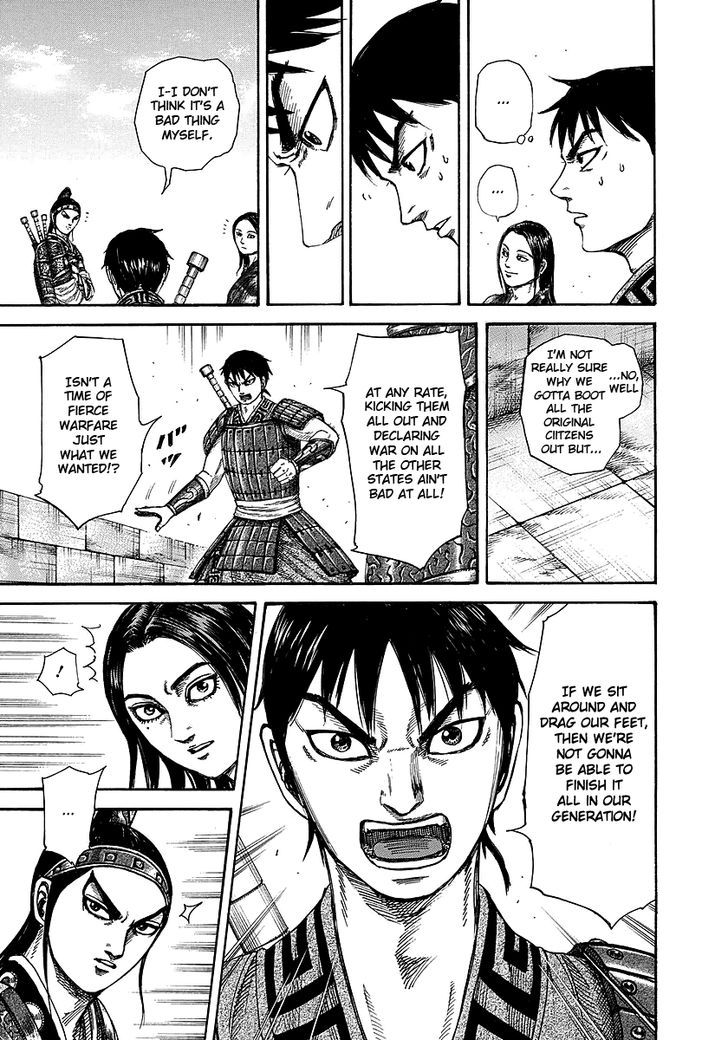 ...
...
I-I DON'T
THINK IT'S A
BAD THING
MYSELF.
...NO,
WELL
I'M NOT
REALLY SURE
WHY WE
GOTTA BOOT
ALL THE
ORIGINAL
CIITZENS
OUT BUT...
AT ANY RATE,
KICKING THEM
ALL OUT AND
DECLARING
WAR ON ALL
THE OTHER
STATES AIN'T
BAD AT ALL!
バッ
ISN'T A
TIME OF
FIERCE
WARFARE
JUST
WHAT WE
WANTED!?
IF WE SIT
AROUND AND
DRAG OUR FEET,
THEN WE'RE
NOT GONNA
BE ABLE TO
FINISH IT
ALL IN OUR
GENERATION!
!
...